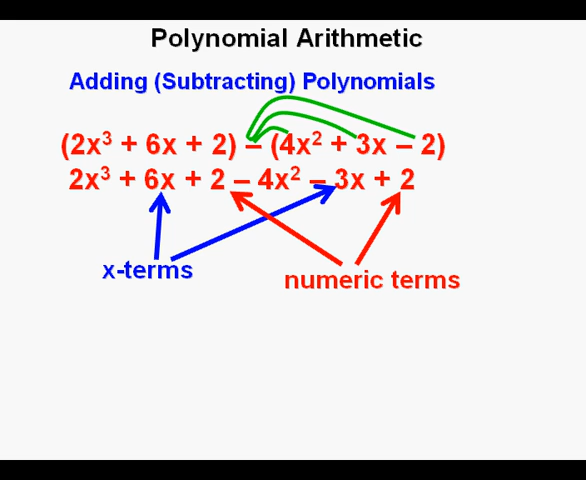 Polynomial Arithmetic
Adding (Subtracting) Polynomials
(2x³ + 6x + 2) – (4x² + 3x – 2)
2x³ + 6x + 2 – 4x² – 3x + 2
x-terms
numeric terms